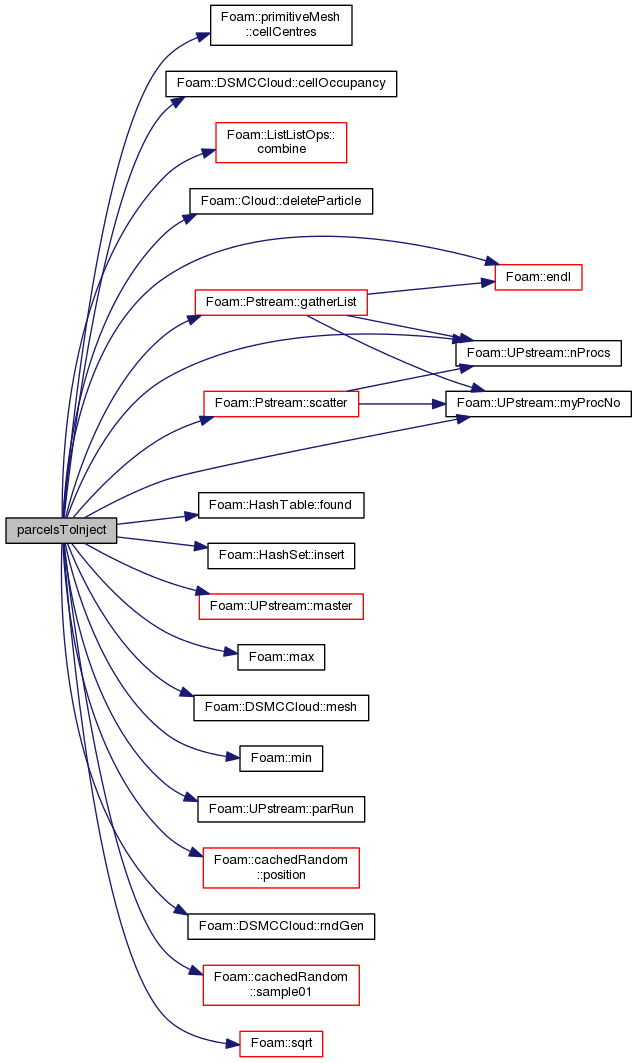 Foam::primitiveMesh
::cellCentres
Foam::DSMCCloud::cellOccupancy
Foam::ListListOps::
combine
Foam::Cloud::deleteParticle
Foam::endl
Foam::Pstream::gatherList
Foam::UPstream::nProcs
Foam::Pstream::scatter
Foam::UPstream::myProcNo
Foam::HashTable::found
parcelsToInject
Foam::HashSet::insert
Foam::UPstream::master
Foam::max
Foam::DSMCCloud::mesh
Foam::min
Foam::UPstream::parRun
Foam::cachedRandom
::position
Foam::DSMCCloud::rndGen
Foam::cachedRandom
::sample01
Foam::sqrt